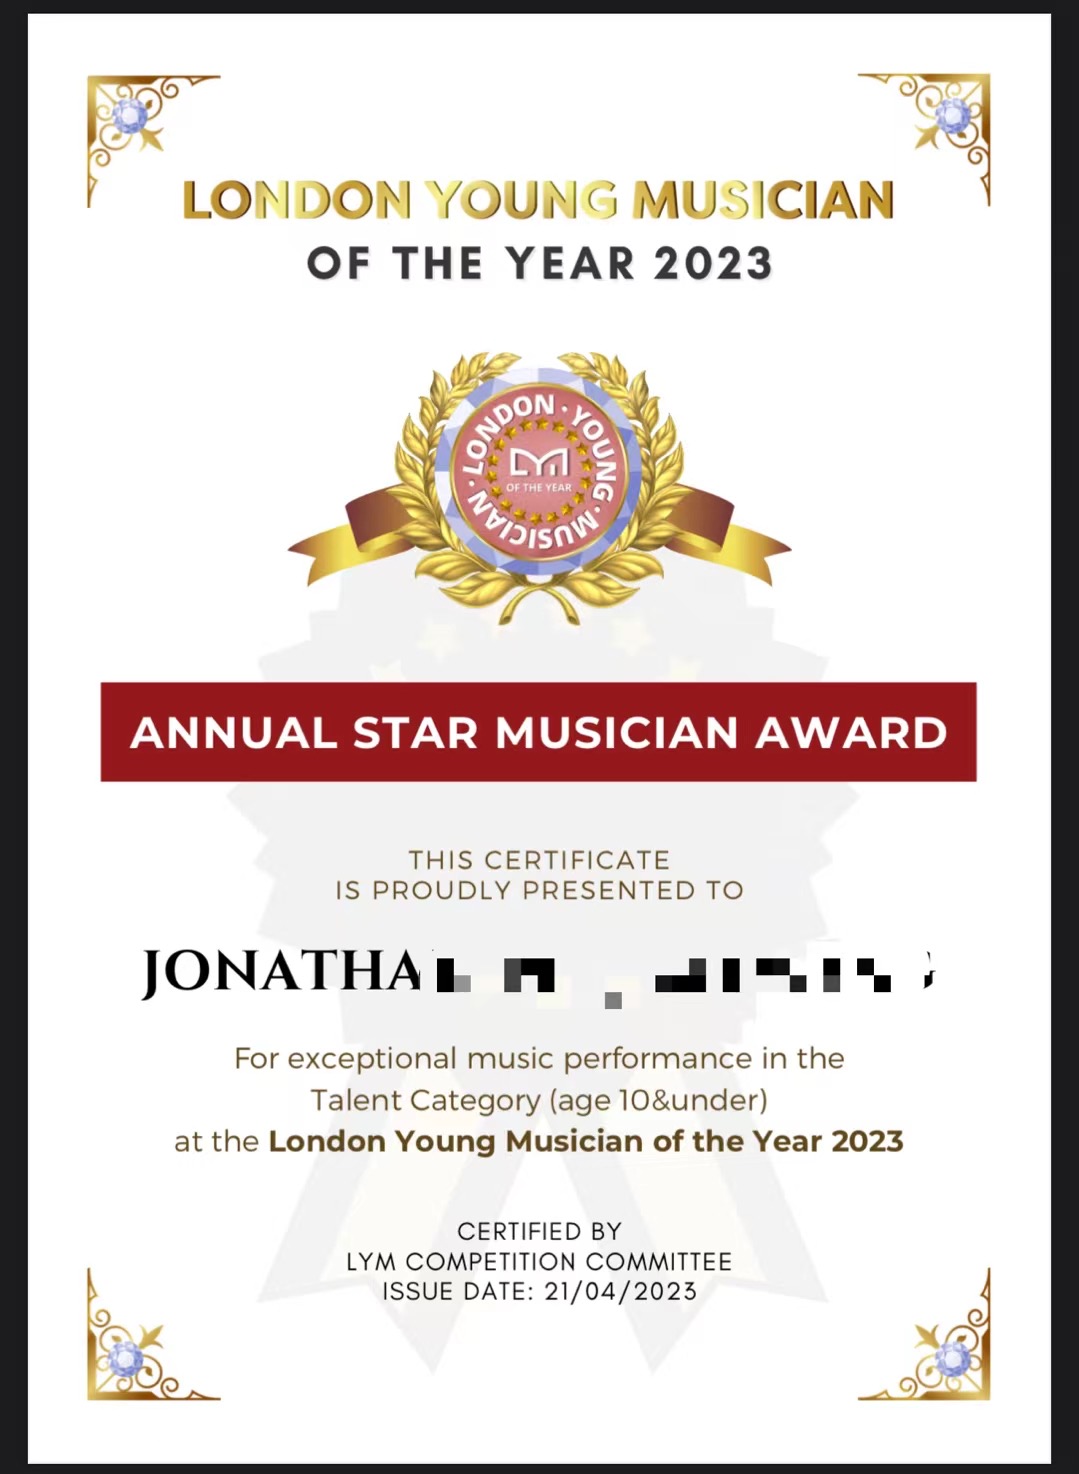 LONDON YOUNG MUSICIAN
OF THE YEAR 2023
LONDON · YOUNG · MUSICIAN ·
LYM
OF THE YEAR
ANNUAL STAR MUSICIAN AWARD
THIS CERTIFICATE
IS PROUDLY PRESENTED TO
JONATHA
For exceptional music performance in the
Talent Category (age 10&under)
at the London Young Musician of the Year 2023
CERTIFIED BY
LYM COMPETITION COMMITTEE
ISSUE DATE: 21/04/2023